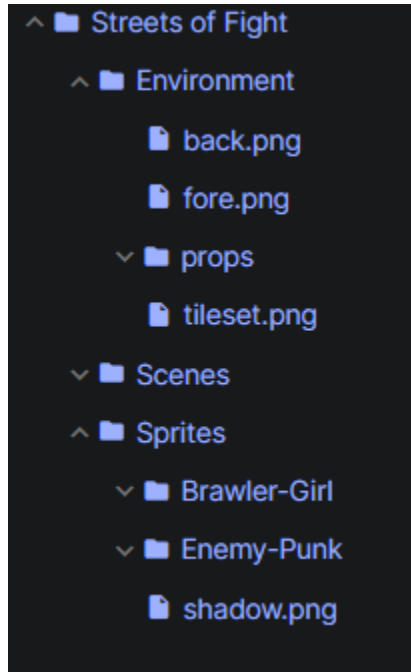 Streets of Fight
Environment
back.png
fore.png
props
tileset.png
Scenes
Sprites
Brawler-Girl
Enemy-Punk
shadow.png